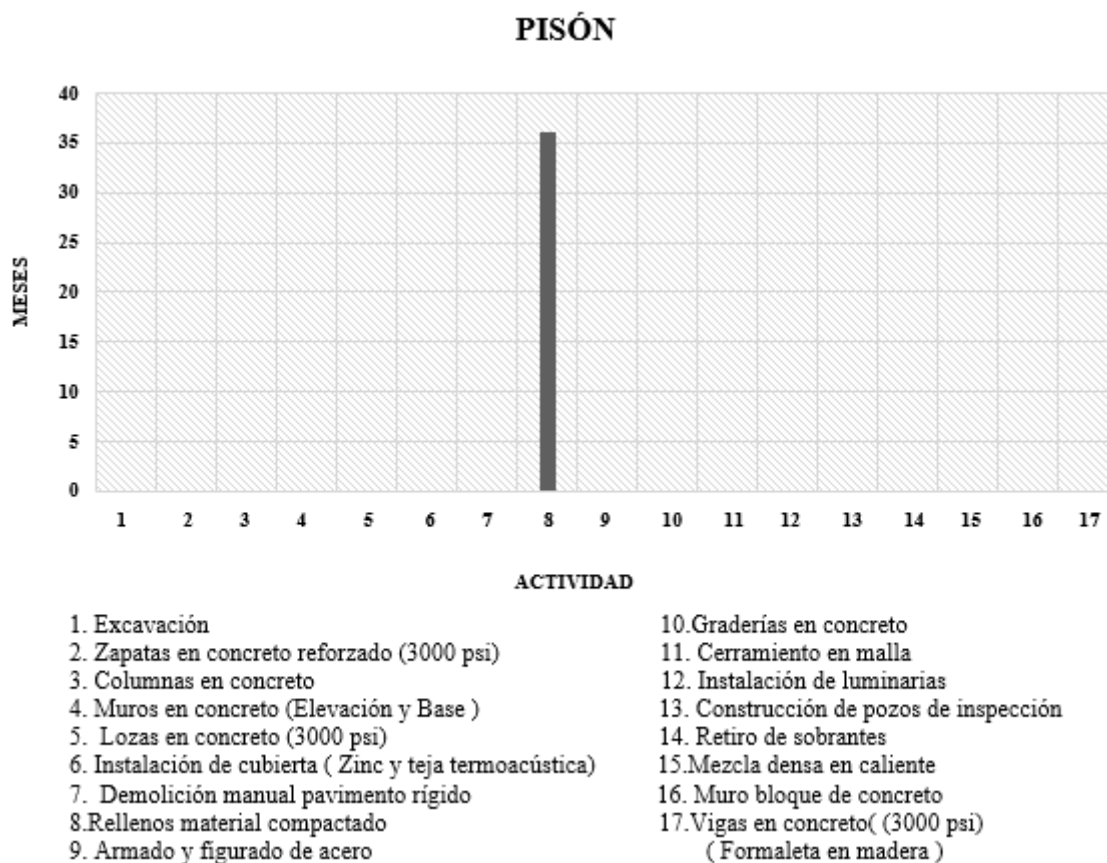 PISÓN
40
35
30
25
20
15
10
5
0
MESES
1 2 3 4 5 6 7 8 9 10 11 12 13 14 15 16 17
ACTIVIDAD
1. Excavación
2. Zapatas en concreto reforzado (3000 psi)
3. Columnas en concreto
4. Muros en concreto (Elevación y Base )
5. Lozas en concreto (3000 psi)
6. Instalación de cubierta ( Zinc y teja termoacústica)
7. Demolición manual pavimento rígido
8.Rellenos material compactado
9. Armado y figurado de acero
10.Graderías en concreto
11. Cerramiento en malla
12. Instalación de luminarias
13. Construcción de pozos de inspección
14. Retiro de sobrantes
15.Mezcla densa en caliente
16. Muro bloque de concreto
17.Vigas en concreto( (3000 psi)
( Formaleta en madera )